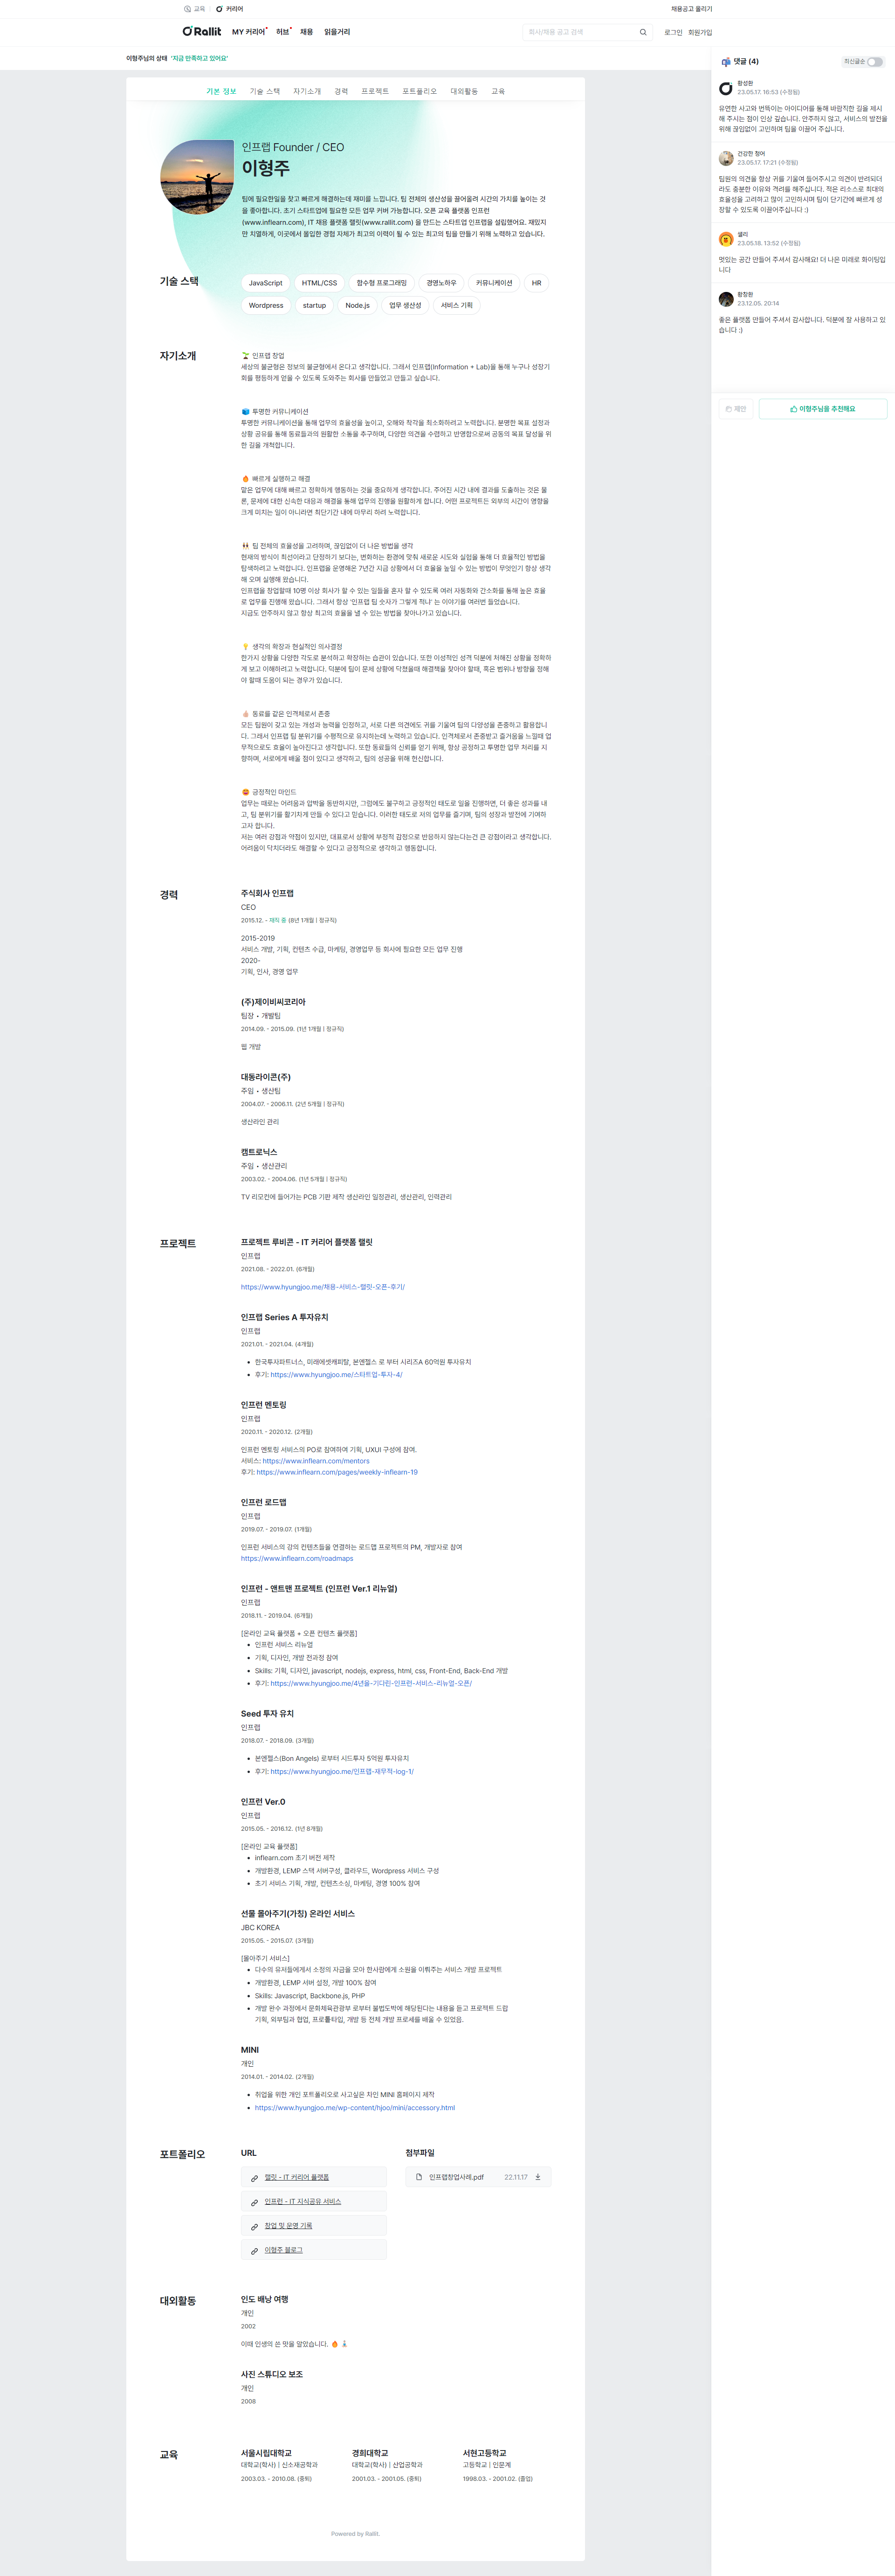 교육
커리어
채용공고 올리기
Rallit
MY 커리어
허브
채용
읽을거리
회사/채용 공고 검색
로그인
회원가입
이형주님의 상태 '지금 만족하고 있어요'
기본 정보
기술 스택
자기소개
경력
프로젝트
포트폴리오
대외활동
교육
인프랩 Founder / CEO
이형주
팀에 필요한일을 찾고 빠르게 해결하는데 재미를 느낍니다. 팀 전체의 생산성을 끌어올려 시간의 가치를 높이는 것
을 좋아합니다. 초기 스타트업에 필요한 모든 업무 커버 가능합니다. 오픈 교육 플랫폼 인프런
(www.inflearn.com), IT 채용 플랫폼 랠릿(www.rallit.com) 을 만드는 스타트업 인프랩을 설립했어요. 재밌지
만 치열하게, 이곳에서 몰입한 경험 자체가 최고의 이력이 될 수 있는 최고의 팀을 만들기 위해 노력하고 있습니다.
기술 스택
JavaScript
HTML/CSS
함수형 프로그래밍
경영노하우
커뮤니케이션
HR
Wordpress
startup
Node.js
업무 생산성
서비스 기획
자기소개
🌱 인프랩 창업
세상의 불균형은 정보의 불균형에서 온다고 생각합니다. 그래서 인프랩(Information + Lab)을 통해 누구나 성장기
회를 평등하게 얻을 수 있도록 도와주는 회사를 만들었고 만들고 싶습니다.
투명한 커뮤니케이션
투명한 커뮤니케이션을 통해 업무의 효율성을 높이고, 오해와 착각을 최소화하려고 노력합니다. 분명한 목표 설정과
상황 공유를 통해 동료들과의 원활한 소통을 추구하며, 다양한 의견을 수렴하고 반영함으로써 공동의 목표 달성을 위
한 길을 개척합니다.
🔥 빠르게 실행하고 해결
맡은 업무에 대해 빠르고 정확하게 행동하는 것을 중요하게 생각합니다. 주어진 시간 내에 결과를 도출하는 것은 물
론, 문제에 대한 신속한 대응과 해결을 통해 업무의 진행을 원활하게 합니다. 어떤 프로젝트든 외부의 시간이 영향을
크게 미치는 일이 아니라면 최단기간 내에 마무리 하려 노력합니다.
팀 전체의 효율성을 고려하며, 끊임없이 더 나은 방법을 생각
현재의 방식이 최선이라고 단정하기 보다는, 변화하는 환경에 맞춰 새로운 시도와 실험을 통해 더 효율적인 방법을
탐색하려고 노력합니다. 인프랩을 운영해온 7년간 지금 상황에서 더 효율을 높일 수 있는 방법이 무엇인기 항상 생각
해 오며 실행해 왔습니다.
인프랩을 창업할때 10명 이상 회사가 할 수 있는 일들을 혼자 할 수 있도록 여러 자동화와 간소화를 통해 높은 효율
로 업무를 진행해 왔습니다. 그래서 항상 '인프랩 팀 숫자가 그렇게 적나' 는 이야기를 여러번 들었습니다.
지금도 안주하지 않고 항상 최고의 효율을 낼 수 있는 방법을 찾아나가고 있습니다.
💡 생각의 확장과 현실적인 의사결정
한가지 상황을 다양한 각도로 분석하고 확장하는 습관이 있습니다. 또한 이성적인 성격 덕분에 처해진 상황을 정확하
게 보고 이해하려고 노력합니다. 덕분에 팀이 문제 상황에 닥쳤을때 해결책을 찾아야 할때, 혹은 범위나 방향을 정해
야 할때 도움이 되는 경우가 있습니다.
동료를 같은 인격체로서 존중
모든 팀원이 갖고 있는 개성과 능력을 인정하고, 서로 다른 의견에도 귀를 기울여 팀의 다양성을 존중하고 활용합니
다. 그래서 인프랩 팀 분위기를 수평적으로 유지하는데 노력하고 있습니다. 인격체로서 존중받고 즐거움을 느낄때 업
무적으로도 효율이 높아진다고 생각합니다. 또한 동료들의 신뢰를 얻기 위해, 항상 공정하고 투명한 업무 처리를 지
향하며, 서로에게 배울 점이 있다고 생각하고, 팀의 성공을 위해 헌신합니다.
긍정적인 마인드
업무는 때로는 어려움과 압박을 동반하지만, 그럼에도 불구하고 긍정적인 태도로 일을 진행하면, 더 좋은 성과를 내
고, 팀 분위기를 활기차게 만들 수 있다고 믿습니다. 이러한 태도로 저의 업무를 즐기며, 팀의 성장과 발전에 기여하
고자 합니다.
저는 여러 강점과 약점이 있지만, 대표로서 상황에 부정적 감정으로 반응하지 않는다는건 큰 강점이라고 생각합니다.
어려움이 닥치더라도 해결할 수 있다고 긍정적으로 생각하고 행동합니다.
경력
주식회사 인프랩
CEO
2015.12. - 재직 중 (8년 1개월 | 정규직)
2015-2019
서비스 개발, 기획, 컨텐츠 수급, 마케팅, 경영업무 등 회사에 필요한 모든 업무 진행
2020-
기획, 인사, 경영 업무
(주)제이비씨코리아
팀장 • 개발팀
2014.09. - 2015.09. (1년 1개월 | 정규직)
웹 개발
대동라이콘(주)
주임 • 생산팀
2004.07. - 2006.11. (2년 5개월 | 정규직)
생산라인 관리
캠트로닉스
주임 • 생산관리
2003.02. - 2004.06. (1년 5개월 | 정규직)
TV 리모컨에 들어가는 PCB 기판 제작 생산라인 일정관리, 생산관리, 인력관리
프로젝트
프로젝트 루비콘 - IT 커리어 플랫폼 랠릿
인프랩
2021.08. - 2022.01. (6개월)
https://www.hyungjoo.me/채용-서비스-랠릿-오픈-후기/
인프랩 Series A 투자유치
인프랩
2021.01. - 2021.04. (4개월)
• 한국투자파트너스, 미래에셋캐피탈, 본엔젤스 로 부터 시리즈A 60억원 투자유치
• 후기: https://www.hyungjoo.me/스타트업-투자-4/
인프런 멘토링
인프랩
2020.11. - 2020.12. (2개월)
인프런 멘토링 서비스의 PO로 참여하여 기획, UXUI 구성에 참여.
서비스: https://www.inflearn.com/mentors
후기: https://www.inflearn.com/pages/weekly-inflearn-19
인프런 로드맵
인프랩
2019.07. - 2019.07. (1개월)
인프런 서비스의 강의 컨텐츠들을 연결하는 로드맵 프로젝트의 PM, 개발자로 참여
https://www.inflearn.com/roadmaps
인프런 - 앤트맨 프로젝트 (인프런 Ver.1 리뉴얼)
인프랩
2018.11. - 2019.04. (6개월)
[온라인 교육 플랫폼 + 오픈 컨텐츠 플랫폼]
• 인프런 서비스 리뉴얼
• 기획, 디자인, 개발 전과정 참여
• Skills: 기획, 디자인, javascript, nodejs, express, html, css, Front-End, Back-End 개발
• 후기: https://www.hyungjoo.me/4년을-기다린-인프런-서비스-리뉴얼-오픈/
Seed 투자 유치
인프랩
2018.07. - 2018.09. (3개월)
• 본엔젤스(Bon Angels) 로부터 시드투자 5억원 투자유치
• 후기: https://www.hyungjoo.me/인프랩-재무적-log-1/
인프런 Ver.0
인프랩
2015.05. - 2016.12. (1년 8개월)
[온라인 교육 플랫폼]
• inflearn.com 초기 버전 제작
• 개발환경, LEMP 스택 서버구성, 클라우드, Wordpress 서비스 구성
• 초기 서비스 기획, 개발, 컨텐츠소싱, 마케팅, 경영 100% 참여
선물 몰아주기(가칭) 온라인 서비스
JBC KOREA
2015.05. - 2015.07. (3개월)
[몰아주기 서비스]
• 다수의 유저들에게서 소정의 자금을 모아 한사람에게 소원을 이뤄주는 서비스 개발 프로젝트
• 개발환경, LEMP 서버 설정, 개발 100% 참여
• Skills: Javascript, Backbone.js, PHP
• 개발 완수 과정에서 문화체육관광부 로부터 불법도박에 해당된다는 내용을 듣고 프로젝트 드랍
기획, 외부팀과 협업, 프로톹타입, 개발 등 전체 개발 프로세를 배울 수 있었음.
MINI
개인
2014.01. - 2014.02. (2개월)
• 취업을 위한 개인 포트폴리오로 사고싶은 차인 MINI 홈페이지 제작
• https://www.hyungjoo.me/wp-content/hjoo/mini/accessory.html
포트폴리오
URL
랠릿 - IT 커리어 플랫폼
인프런 - IT 지식공유 서비스
창업 및 운영 기록
이형주 블로그
첨부파일
인프랩창업사례.pdf 22.11.17
대외활동
인도 배낭 여행
개인
2002
이때 인생의 쓴 맛을 알았습니다.
사진 스튜디오 보조
개인
2008
교육
서울시립대학교
대학교(학사) | 신소재공학과
2003.03. - 2010.08. (중퇴)
경희대학교
대학교(학사) | 산업공학과
2001.03. - 2001.05. (중퇴)
서현고등학교
고등학교 | 인문계
1998.03. - 2001.02. (졸업)
Powered by Rallit.
댓글 (4)
최신글순
황성환
23.05.17. 16:53 (수정됨)
유연한 사고와 번뜩이는 아이디어를 통해 바람직한 길을 제시
해 주시는 점이 인상 깊습니다. 안주하지 않고, 서비스의 발전을
위해 끊임없이 고민하며 팀을 이끌어 주십니다.
건강한 청어
23.05.17. 17:21 (수정됨)
팀원의 의견을 항상 귀를 기울여 들어주시고 의견이 반려되더
라도 충분한 이유와 격려를 해주십니다. 적은 리소스로 최대의
효율성을 고려하고 많이 고민하시며 팀이 단기간에 빠르게 성
장할 수 있도록 이끌어주십니다 :)
샐리
23.05.18. 13:52 (수정됨)
멋있는 공간 만들어 주셔서 감사해요! 더 나은 미래로 화이팅입
니다
황창환
23.12.05. 20:14
좋은 플랫폼 만들어 주셔서 감사합니다. 덕분에 잘 사용하고 있
습니다 :)
제안
이형주님을 추천해요